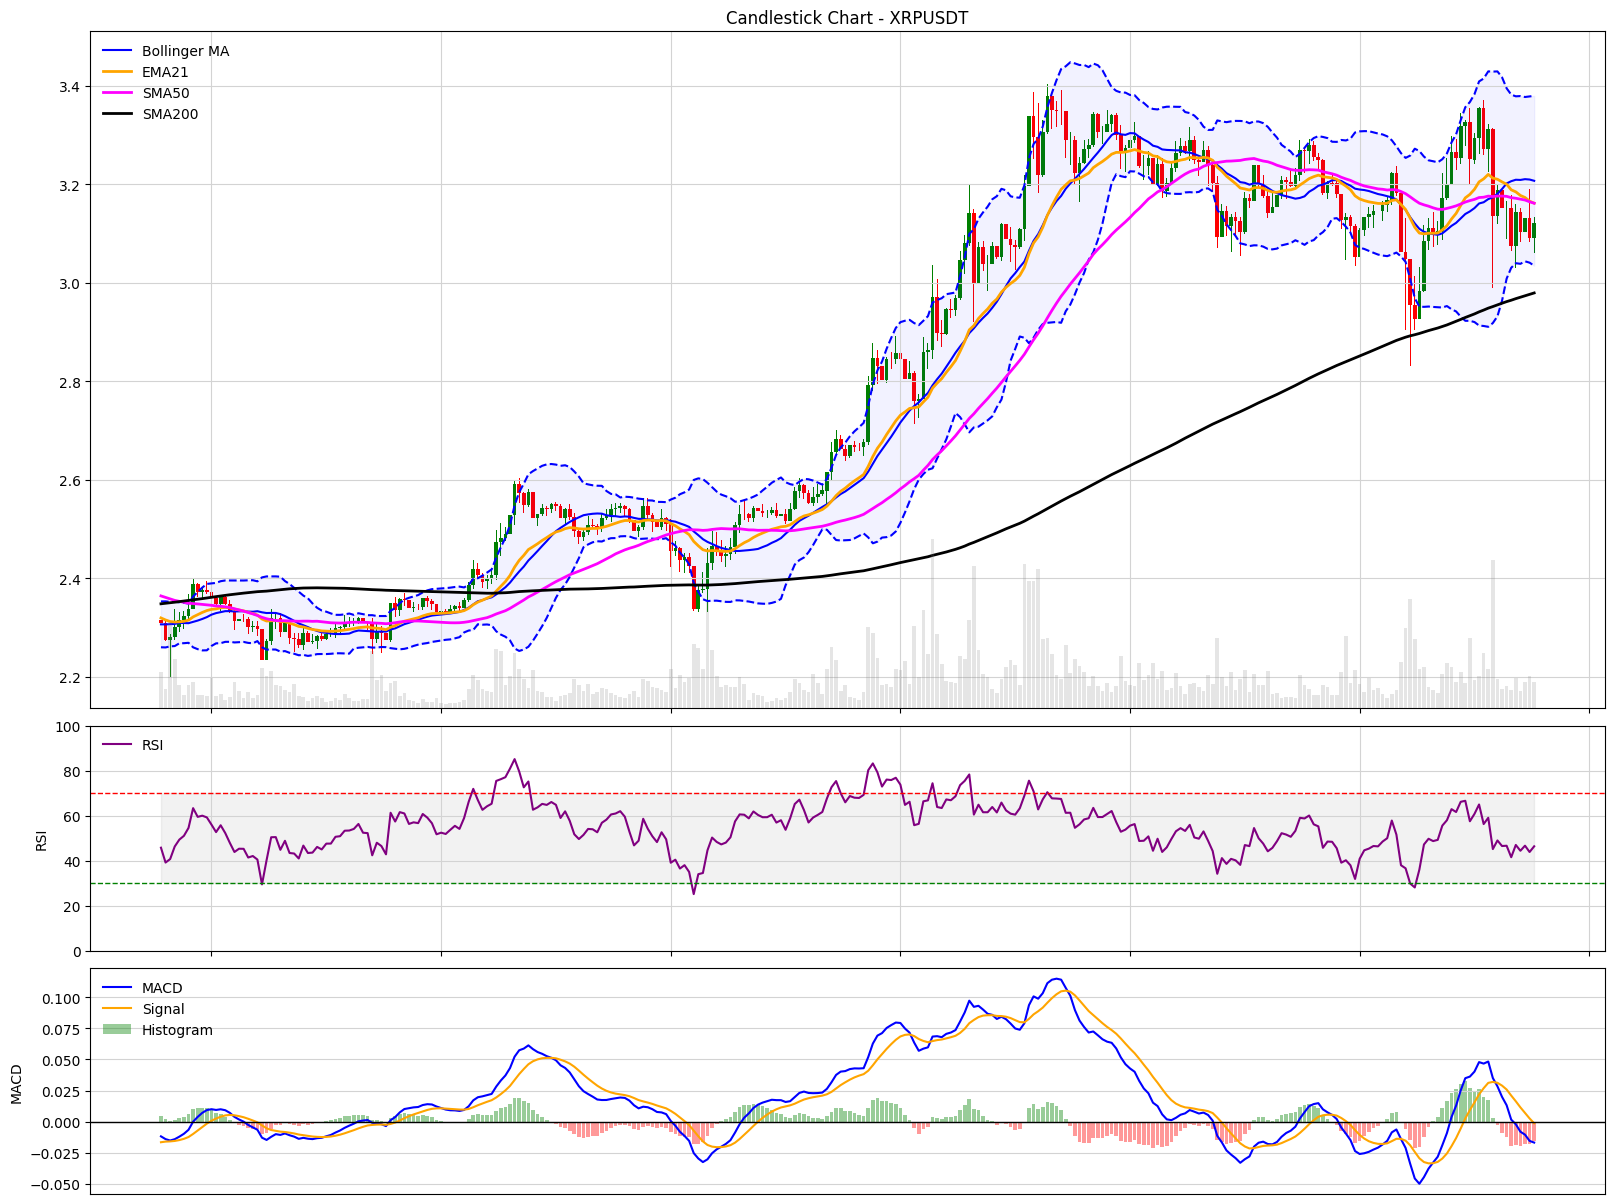 Candlestick Chart - XRPUSDT
Bollinger MA
EMA21
SMA50
SMA200
3.4
3.2
3.0
2.8
2.6
2.4
2.2
RSI
RSI
100
80
60
40
20
0
MACD
Signal
Histogram
MACD
0.100
0.075
0.050
0.025
0.000
−0.025
−0.050